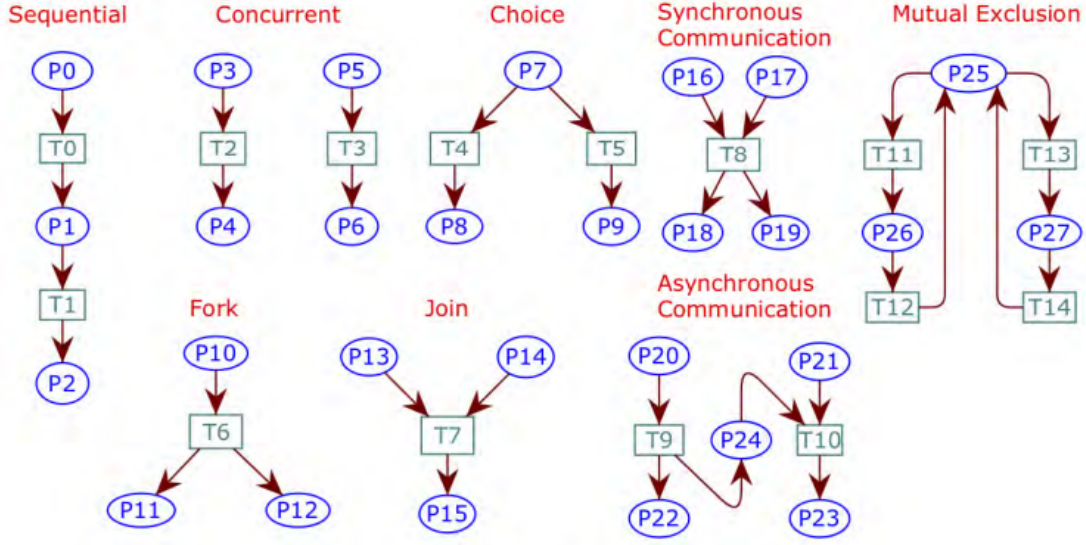 Sequential
Concurrent
Choice
Synchronous
Communication
Mutual Exclusion
P0
P3
P5
P7
P16
P17
P25
T0
T2
T3
T4
T5
T8
T11
T13
P1
P4
P6
P8
P9
P18
P19
P26
P27
T1
Fork
Join
Asynchronous
Communication
T12
T14
P2
P10
P13
P14
P20
P21
T6
T7
T9
P24
T10
P11
P12
P15
P22
P23